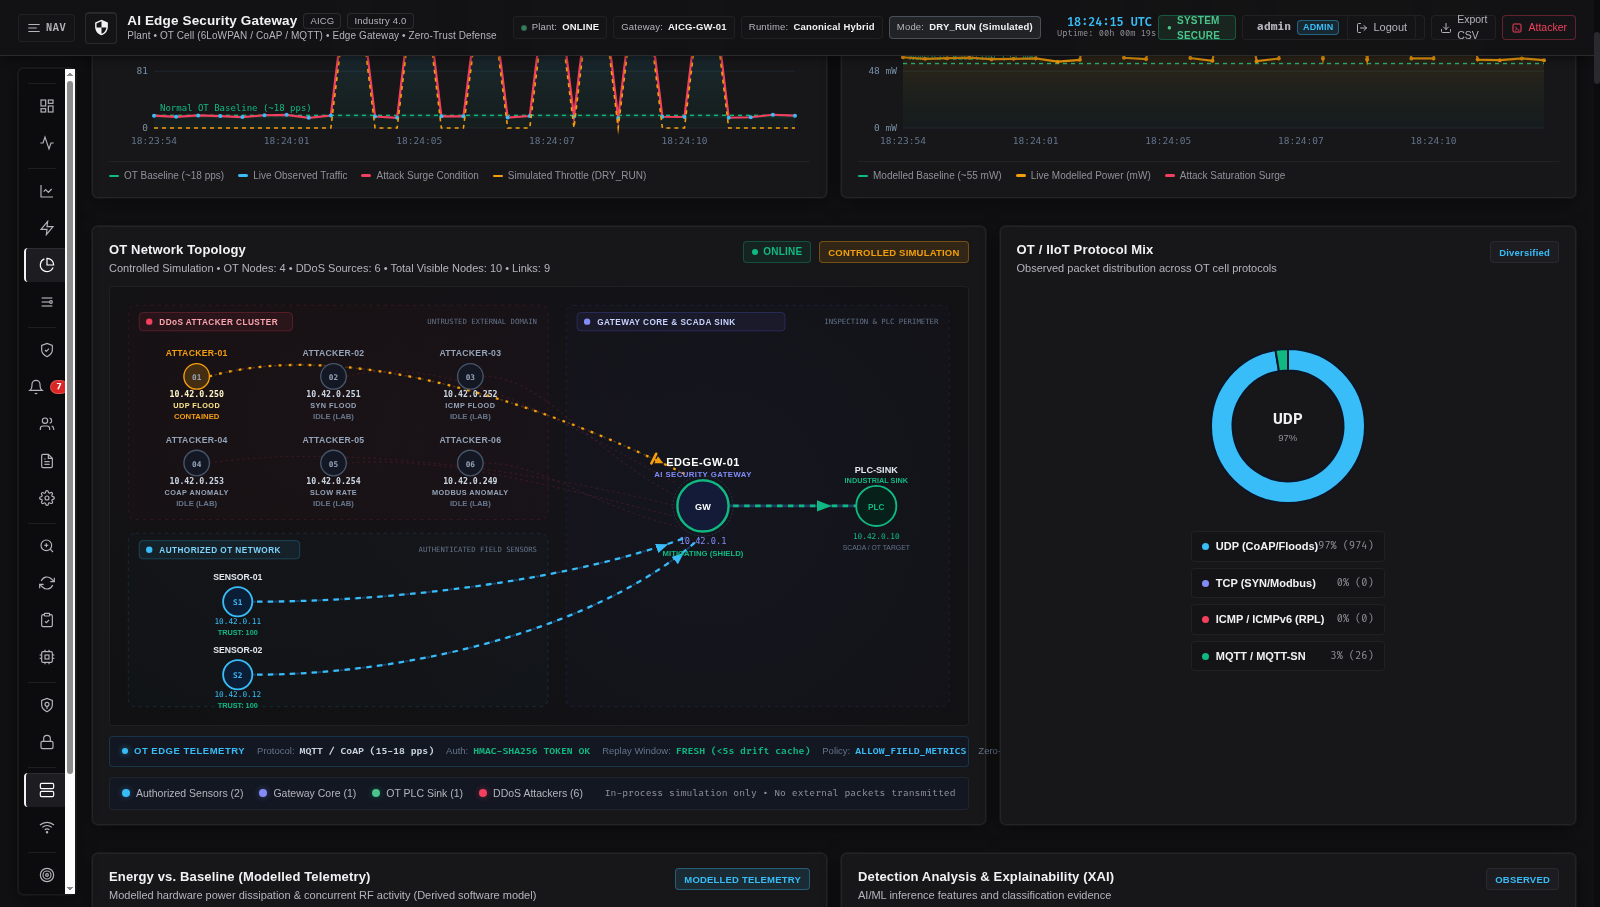 NAV
AI Edge Security Gateway AICG Industry 4.0
Plant • OT Cell (6LoWPAN / CoAP / MQTT) • Edge Gateway • Zero-Trust Defense
Plant: ONLINE
Gateway: AICG-GW-01
Runtime: Canonical Hybrid
Mode: DRY_RUN (Simulated)
18:24:15 UTC
Uptime: 00h 00m 19s
SYSTEM
SECURE
admin ADMIN
Logout
Export
CSV
Attacker
81
Normal OT Baseline (~18 pps)
0
18:23:54 18:24:01 18:24:05 18:24:07 18:24:10
OT Baseline (~18 pps) Live Observed Traffic Attack Surge Condition Simulated Throttle (DRY_RUN)
48 mW
0 mW
18:23:54 18:24:01 18:24:05 18:24:07 18:24:10
Modelled Baseline (~55 mW) Live Modelled Power (mW) Attack Saturation Surge
7
OT Network Topology
Controlled Simulation • OT Nodes: 4 • DDoS Sources: 6 • Total Visible Nodes: 10 • Links: 9
ONLINE
CONTROLLED SIMULATION
DDoS ATTACKER CLUSTER
UNTRUSTED EXTERNAL DOMAIN
GATEWAY CORE & SCADA SINK
INSPECTION & PLC PERIMETER
ATTACKER-01 ATTACKER-02 ATTACKER-03
01 02 03
10.42.0.250 10.42.0.251 10.42.0.252
UDP FLOOD SYN FLOOD ICMP FLOOD
CONTAINED IDLE (LAB) IDLE (LAB)
ATTACKER-04 ATTACKER-05 ATTACKER-06
04 05 06
10.42.0.253 10.42.0.254 10.42.0.249
COAP ANOMALY SLOW RATE MODBUS ANOMALY
IDLE (LAB) IDLE (LAB) IDLE (LAB)
EDGE-GW-01
AI SECURITY GATEWAY
GW
10.42.0.1
MITIGATING (SHIELD)
PLC-SINK
INDUSTRIAL SINK
PLC
10.42.0.10
SCADA / OT TARGET
AUTHORIZED OT NETWORK
AUTHENTICATED FIELD SENSORS
SENSOR-01
S1
10.42.0.11
TRUST: 100
SENSOR-02
S2
10.42.0.12
TRUST: 100
OT EDGE TELEMETRY Protocol: MQTT / CoAP (15–18 pps) Auth: HMAC-SHA256 TOKEN OK Replay Window: FRESH (<5s drift cache) Policy: ALLOW_FIELD_METRICS Zero-
Authorized Sensors (2) Gateway Core (1) OT PLC Sink (1) DDoS Attackers (6) In-process simulation only • No external packets transmitted
OT / IIoT Protocol Mix
Observed packet distribution across OT cell protocols
Diversified
UDP
97%
UDP (CoAP/Floods) 97% (974)
TCP (SYN/Modbus) 0% (0)
ICMP / ICMPv6 (RPL) 0% (0)
MQTT / MQTT-SN 3% (26)
Energy vs. Baseline (Modelled Telemetry)
Modelled hardware power dissipation & concurrent RF activity (Derived software model)
MODELLED TELEMETRY
Detection Analysis & Explainability (XAI)
AI/ML inference features and classification evidence
OBSERVED